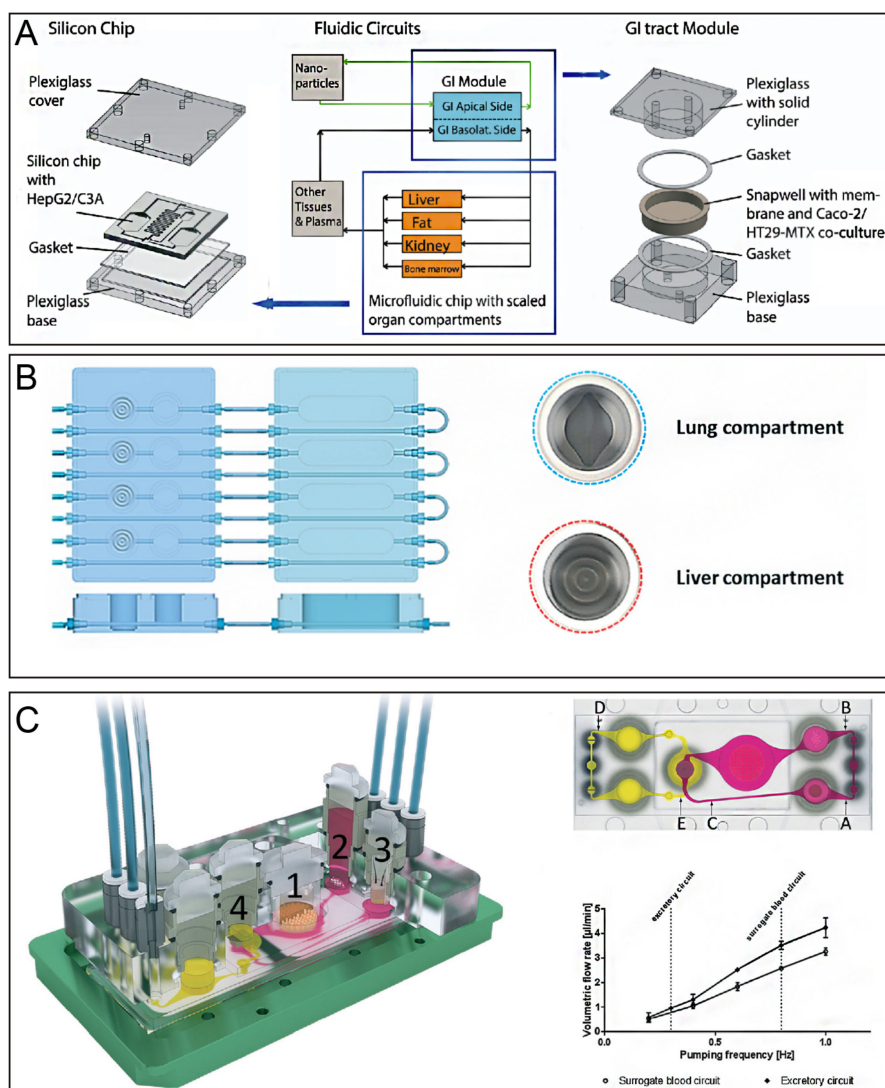 A
Silicon Chip
Plexiglass
cover
Silicon chip
with
HepG2/C3A
Gasket
Plexiglass
base
Fluidic Circuits
Nano-
particles
GI Module
GI Apical Side
GI Basolat. Side
Other
Tissues
& Plasma
Liver
Fat
Kidney
Bone marrow
Microfluidic chip with scaled
organ compartments
GI tract Module
Plexiglass
with solid
cylinder
Gasket
Snapwell with mem-
brane and Caco-2/
HT29-MTX co-culture
Gasket
Plexiglass
base
B
Lung compartment
Liver compartment
C
1
2
3
4
D
B
E
C
A
excretory circuit
surrogate blood circuit
Volumetric flow rate [µl/min]
5
4
3
2
1
0
0.0
0.5
1.0
Pumping frequency [Hz]
Surrogate blood circuit
Excretory circuit